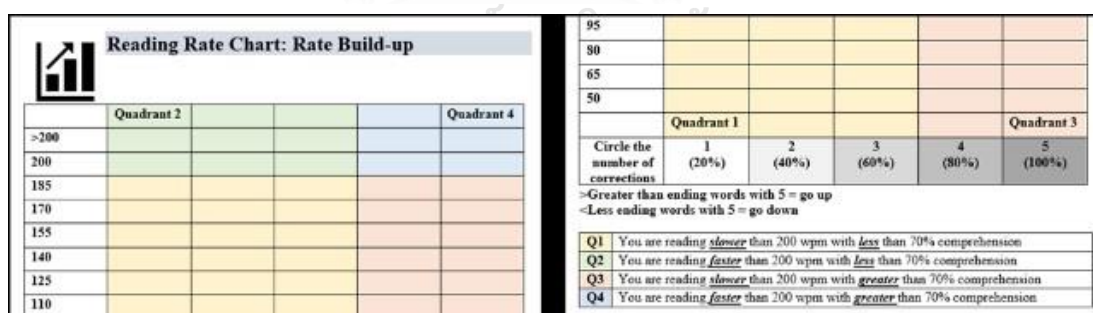 Reading Rate Chart: Rate Build-up
Quadrant 2 Quadrant 4
>200
200
185
170
155
140
125
110
95
80
65
50
Quadrant 1 Quadrant 3
Circle the number of corrections
1 (20%) 2 (40%) 3 (60%) 4 (80%) 5 (100%)
>Greater than ending words with 5 = go up
<Less ending words with 5 = go down
Q1 You are reading slower than 200 wpm with less than 70% comprehension
Q2 You are reading faster than 200 wpm with less than 70% comprehension
Q3 You are reading slower than 200 wpm with greater than 70% comprehension
Q4 You are reading faster than 200 wpm with greater than 70% comprehension